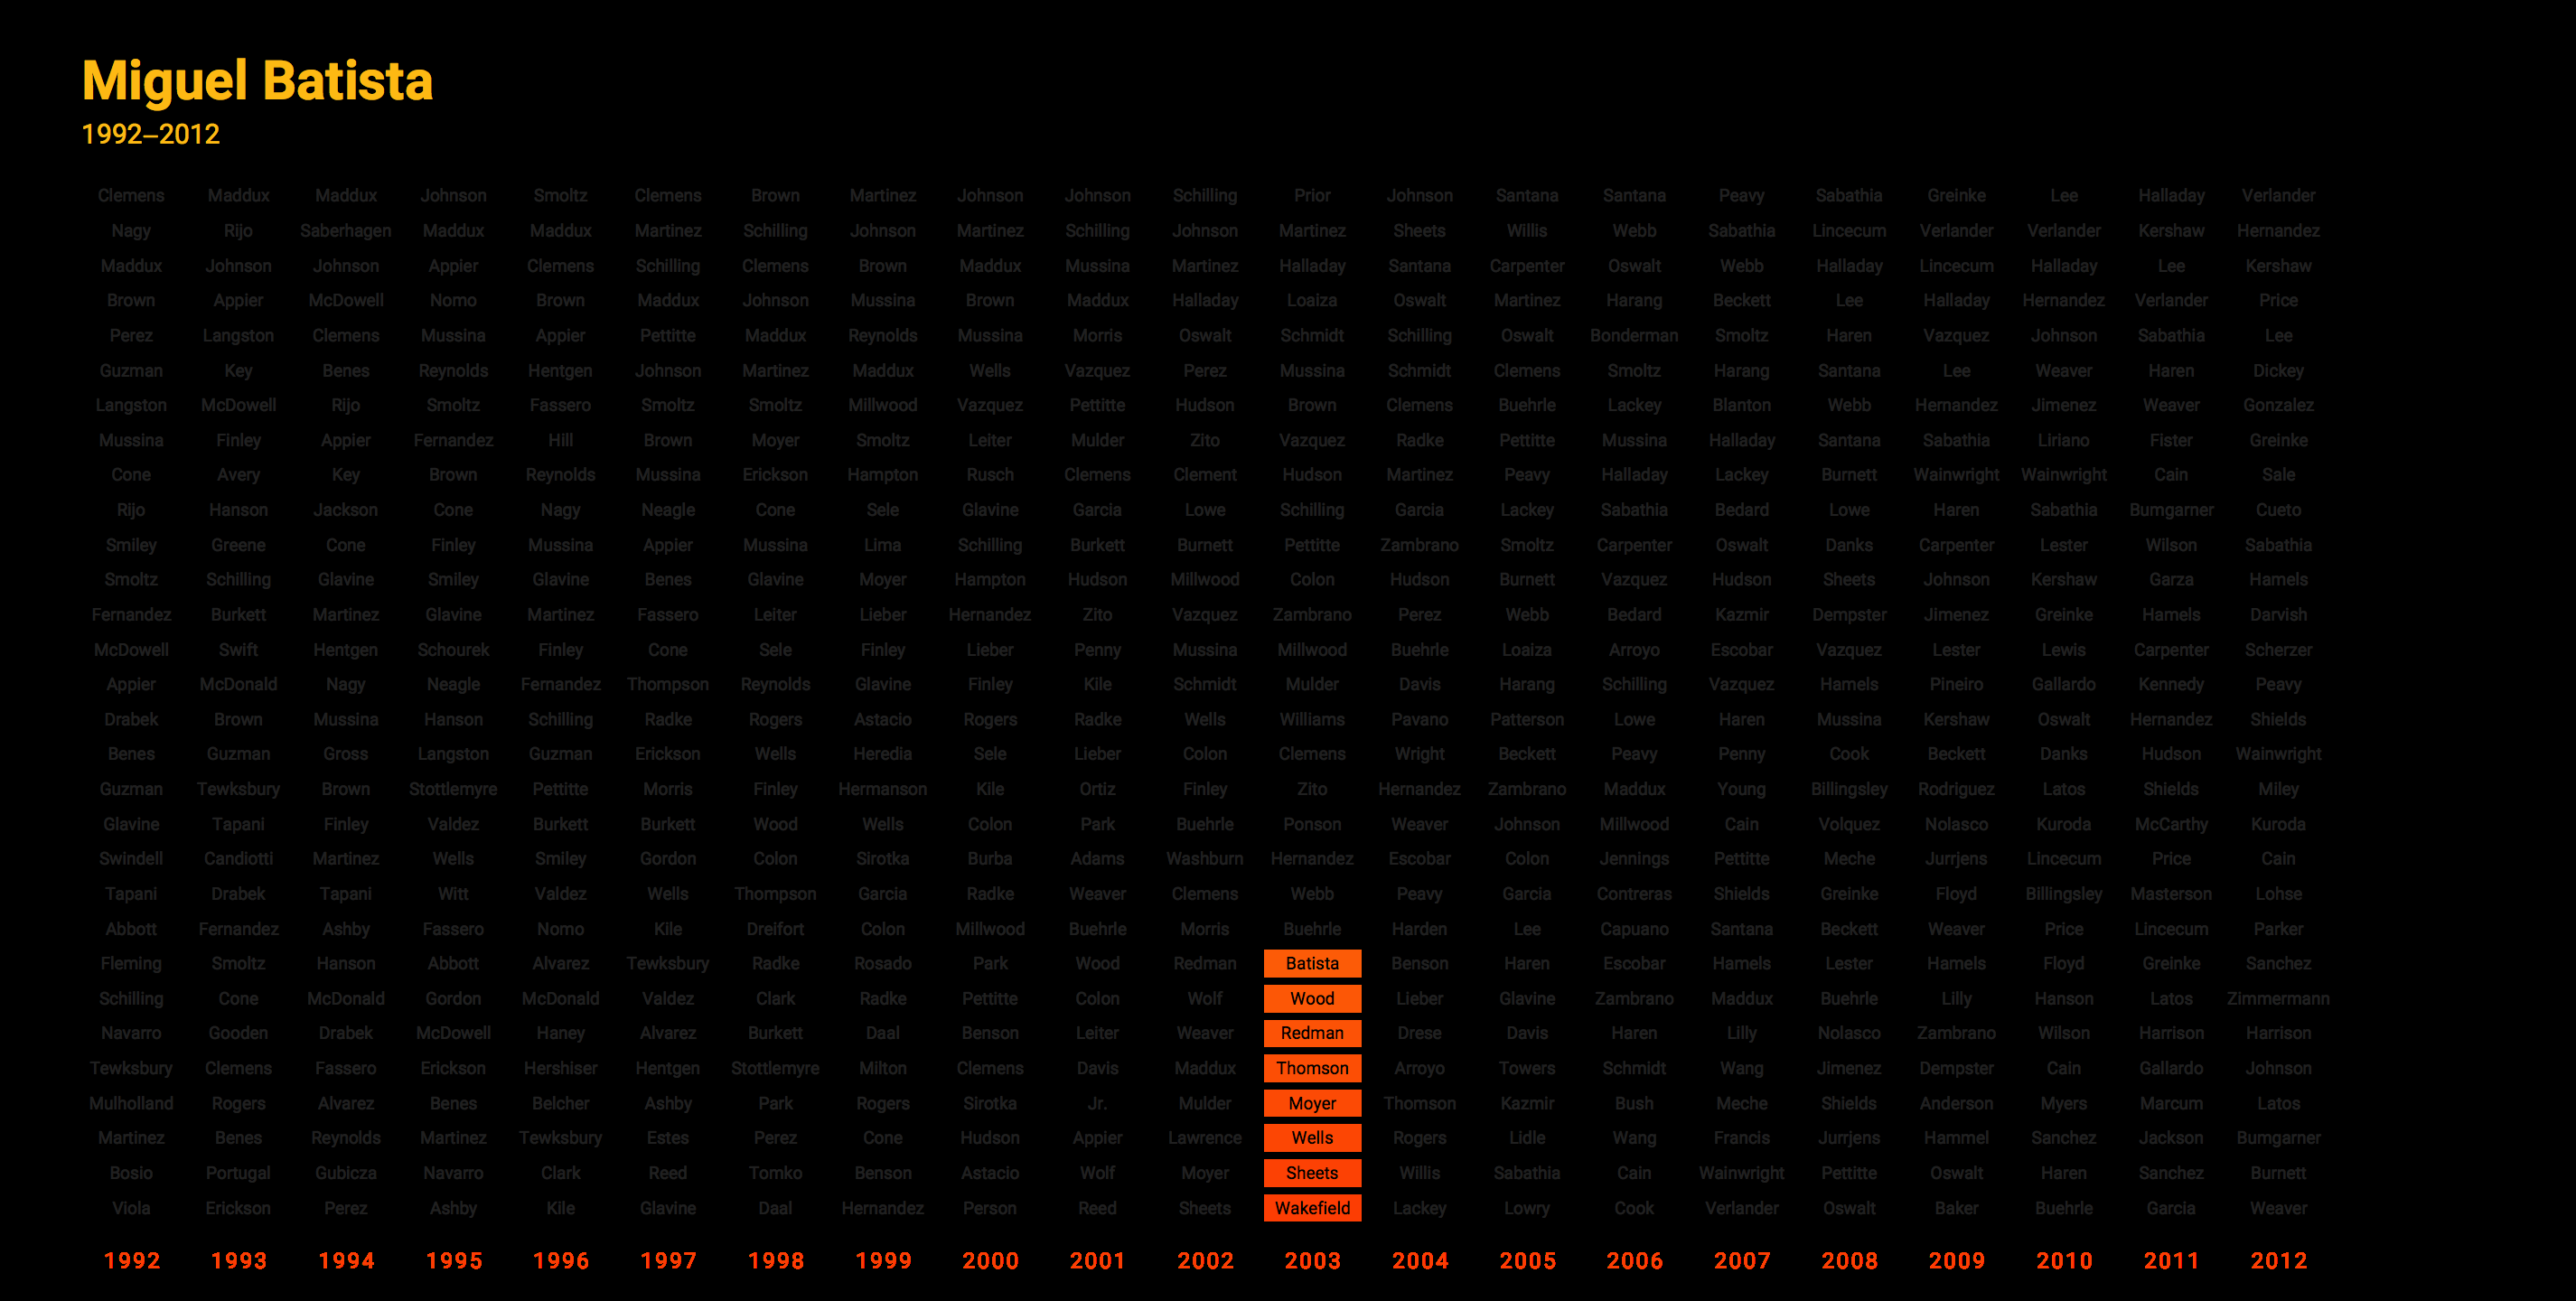 Miguel Batista
1992–2012
Clemens Maddux Maddux Johnson Smoltz Clemens Brown Martinez Johnson Johnson Schilling Prior Johnson Santana Santana Peavy Sabathia Greinke Lee Halladay Verlander
Nagy Rijo Saberhagen Maddux Maddux Martinez Schilling Johnson Martinez Schilling Johnson Martinez Sheets Willis Webb Sabathia Lincecum Verlander Verlander Kershaw Hernandez
Maddux Johnson Johnson Appier Clemens Schilling Clemens Brown Maddux Mussina Martinez Halladay Santana Carpenter Oswalt Webb Halladay Lincecum Halladay Lee Kershaw
Brown Appier McDowell Nomo Brown Maddux Johnson Mussina Brown Maddux Halladay Loaiza Oswalt Martinez Harang Beckett Lee Halladay Hernandez Verlander Price
Perez Langston Clemens Mussina Appier Pettitte Maddux Reynolds Mussina Morris Oswalt Schmidt Schilling Oswalt Bonderman Smoltz Haren Vazquez Johnson Sabathia Lee
Guzman Key Benes Reynolds Hentgen Johnson Martinez Maddux Wells Vazquez Perez Mussina Schmidt Clemens Smoltz Harang Santana Lee Weaver Haren Dickey
Langston McDowell Rijo Smoltz Fassero Smoltz Smoltz Millwood Vazquez Pettitte Hudson Brown Clemens Buehrle Lackey Blanton Webb Hernandez Jimenez Weaver Gonzalez
Mussina Finley Appier Fernandez Hill Brown Moyer Smoltz Leiter Mulder Zito Vazquez Radke Pettitte Mussina Halladay Santana Sabathia Liriano Fister Greinke
Cone Avery Key Brown Reynolds Mussina Erickson Hampton Rusch Clemens Clement Hudson Martinez Peavy Halladay Lackey Burnett Wainwright Wainwright Cain Sale
Rijo Hanson Jackson Cone Nagy Neagle Cone Sele Glavine Garcia Lowe Schilling Garcia Lackey Sabathia Bedard Lowe Haren Sabathia Bumgarner Cueto
Smiley Greene Cone Finley Mussina Appier Mussina Lima Schilling Burkett Burnett Pettitte Zambrano Smoltz Carpenter Oswalt Danks Carpenter Lester Wilson Sabathia
Smoltz Schilling Glavine Smiley Glavine Benes Glavine Moyer Hampton Hudson Millwood Colon Hudson Burnett Vazquez Hudson Sheets Johnson Kershaw Garza Hamels
Fernandez Burkett Martinez Glavine Martinez Fassero Leiter Lieber Hernandez Zito Vazquez Zambrano Perez Webb Bedard Kazmir Dempster Jimenez Greinke Hamels Darvish
McDowell Swift Hentgen Schourek Finley Cone Sele Finley Lieber Penny Mussina Millwood Buehrle Loaiza Arroyo Escobar Vazquez Lester Lewis Carpenter Scherzer
Appier McDonald Nagy Neagle Fernandez Thompson Reynolds Glavine Finley Kile Schmidt Mulder Davis Harang Schilling Vazquez Hamels Pineiro Gallardo Kennedy Peavy
Drabek Brown Mussina Hanson Schilling Radke Rogers Astacio Rogers Radke Wells Williams Pavano Patterson Lowe Haren Mussina Kershaw Oswalt Hernandez Shields
Benes Guzman Gross Langston Guzman Erickson Wells Heredia Sele Lieber Colon Clemens Wright Beckett Peavy Penny Cook Beckett Danks Hudson Wainwright
Guzman Tewksbury Brown Stottlemyre Pettitte Morris Finley Hermanson Kile Ortiz Finley Zito Hernandez Zambrano Maddux Young Billingsley Rodriguez Latos Shields Miley
Glavine Tapani Finley Valdez Burkett Burkett Wood Wells Colon Park Buehrle Ponson Weaver Johnson Millwood Cain Volquez Nolasco Kuroda McCarthy Kuroda
Swindell Candiotti Martinez Wells Smiley Gordon Colon Sirotka Burba Adams Washburn Hernandez Escobar Colon Jennings Pettitte Meche Jurrjens Lincecum Price Cain
Tapani Drabek Tapani Witt Valdez Wells Thompson Garcia Radke Weaver Clemens Webb Peavy Garcia Contreras Shields Greinke Floyd Billingsley Masterson Lohse
Abbott Fernandez Ashby Fassero Nomo Kile Dreifort Colon Millwood Buehrle Morris Buehrle Harden Lee Capuano Santana Beckett Weaver Price Lincecum Parker
Fleming Smoltz Hanson Abbott Alvarez Tewksbury Radke Rosado Park Wood Redman Batista Benson Haren Escobar Hamels Lester Hamels Floyd Greinke Sanchez
Schilling Cone McDonald Gordon McDonald Valdez Clark Radke Pettitte Colon Wolf Wood Lieber Glavine Zambrano Maddux Buehrle Lilly Hanson Latos Zimmermann
Navarro Gooden Drabek McDowell Haney Alvarez Burkett Daal Benson Leiter Weaver Redman Drese Davis Haren Lilly Nolasco Zambrano Wilson Harrison Harrison
Tewksbury Clemens Fassero Erickson Hershiser Hentgen Stottlemyre Milton Clemens Davis Maddux Thomson Arroyo Towers Schmidt Wang Jimenez Dempster Cain Gallardo Johnson
Mulholland Rogers Alvarez Benes Belcher Ashby Park Rogers Sirotka Jr. Mulder Moyer Thomson Kazmir Bush Meche Shields Anderson Myers Marcum Latos
Martinez Benes Reynolds Martinez Tewksbury Estes Perez Cone Hudson Appier Lawrence Wells Rogers Lidle Wang Francis Jurrjens Hammel Sanchez Jackson Bumgarner
Bosio Portugal Gubicza Navarro Clark Reed Tomko Benson Astacio Wolf Moyer Sheets Willis Sabathia Cain Wainwright Pettitte Oswalt Haren Sanchez Burnett
Viola Erickson Perez Ashby Kile Glavine Daal Hernandez Person Reed Sheets Wakefield Lackey Lowry Cook Verlander Oswalt Baker Buehrle Garcia Weaver
1992 1993 1994 1995 1996 1997 1998 1999 2000 2001 2002 2003 2004 2005 2006 2007 2008 2009 2010 2011 2012